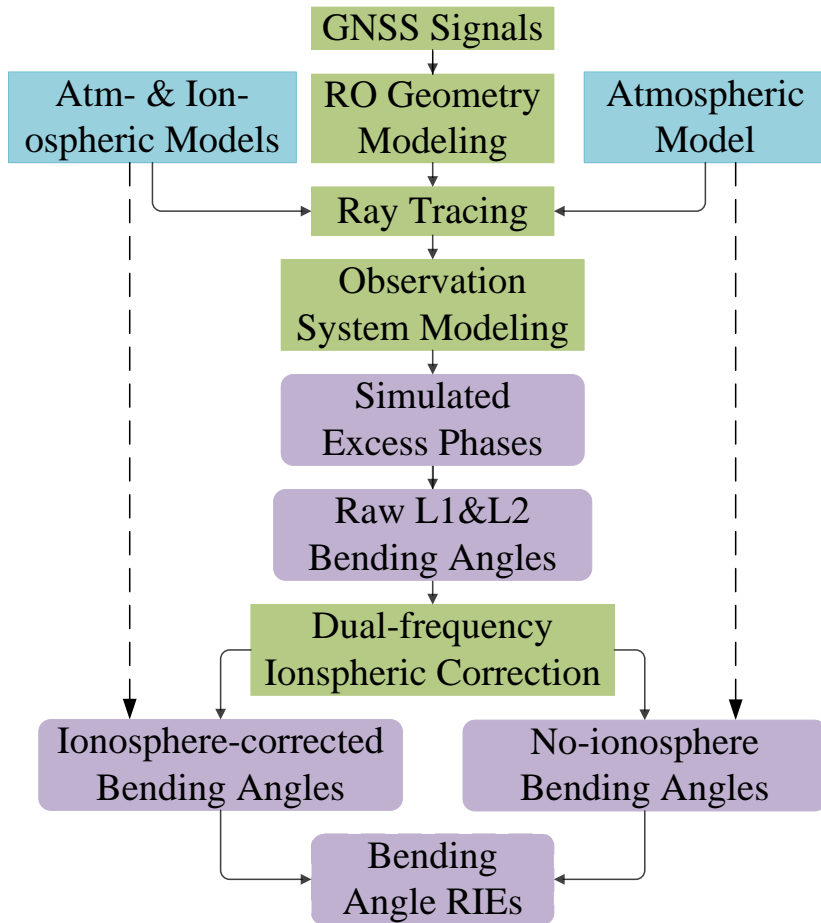 GNSS Signals
Atm- & Ion-
ospheric Models
RO Geometry
Modeling
Atmospheric
Model
Ray Tracing
Observation
System Modeling
Simulated
Excess Phases
Raw L1&L2
Bending Angles
Dual-frequency
Ionspheric Correction
Ionosphere-corrected
Bending Angles
No-ionosphere
Bending Angles
Bending
Angle RIEs